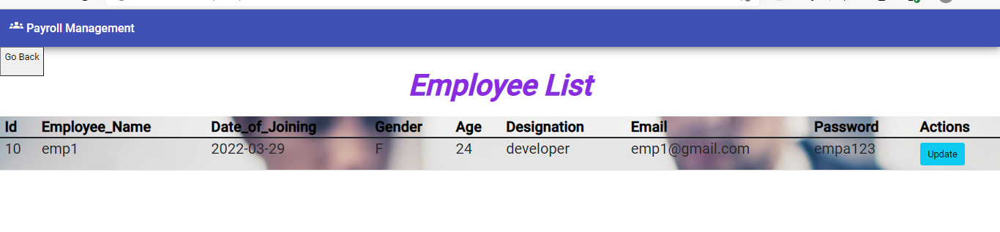 Payroll Management
Go Back
Employee List
Id Employee_Name Date_of_Joining Gender Age Designation Email Password Actions
10 emp1 2022-03-29 F 24 developer emp1@gmail.com empa123 Update